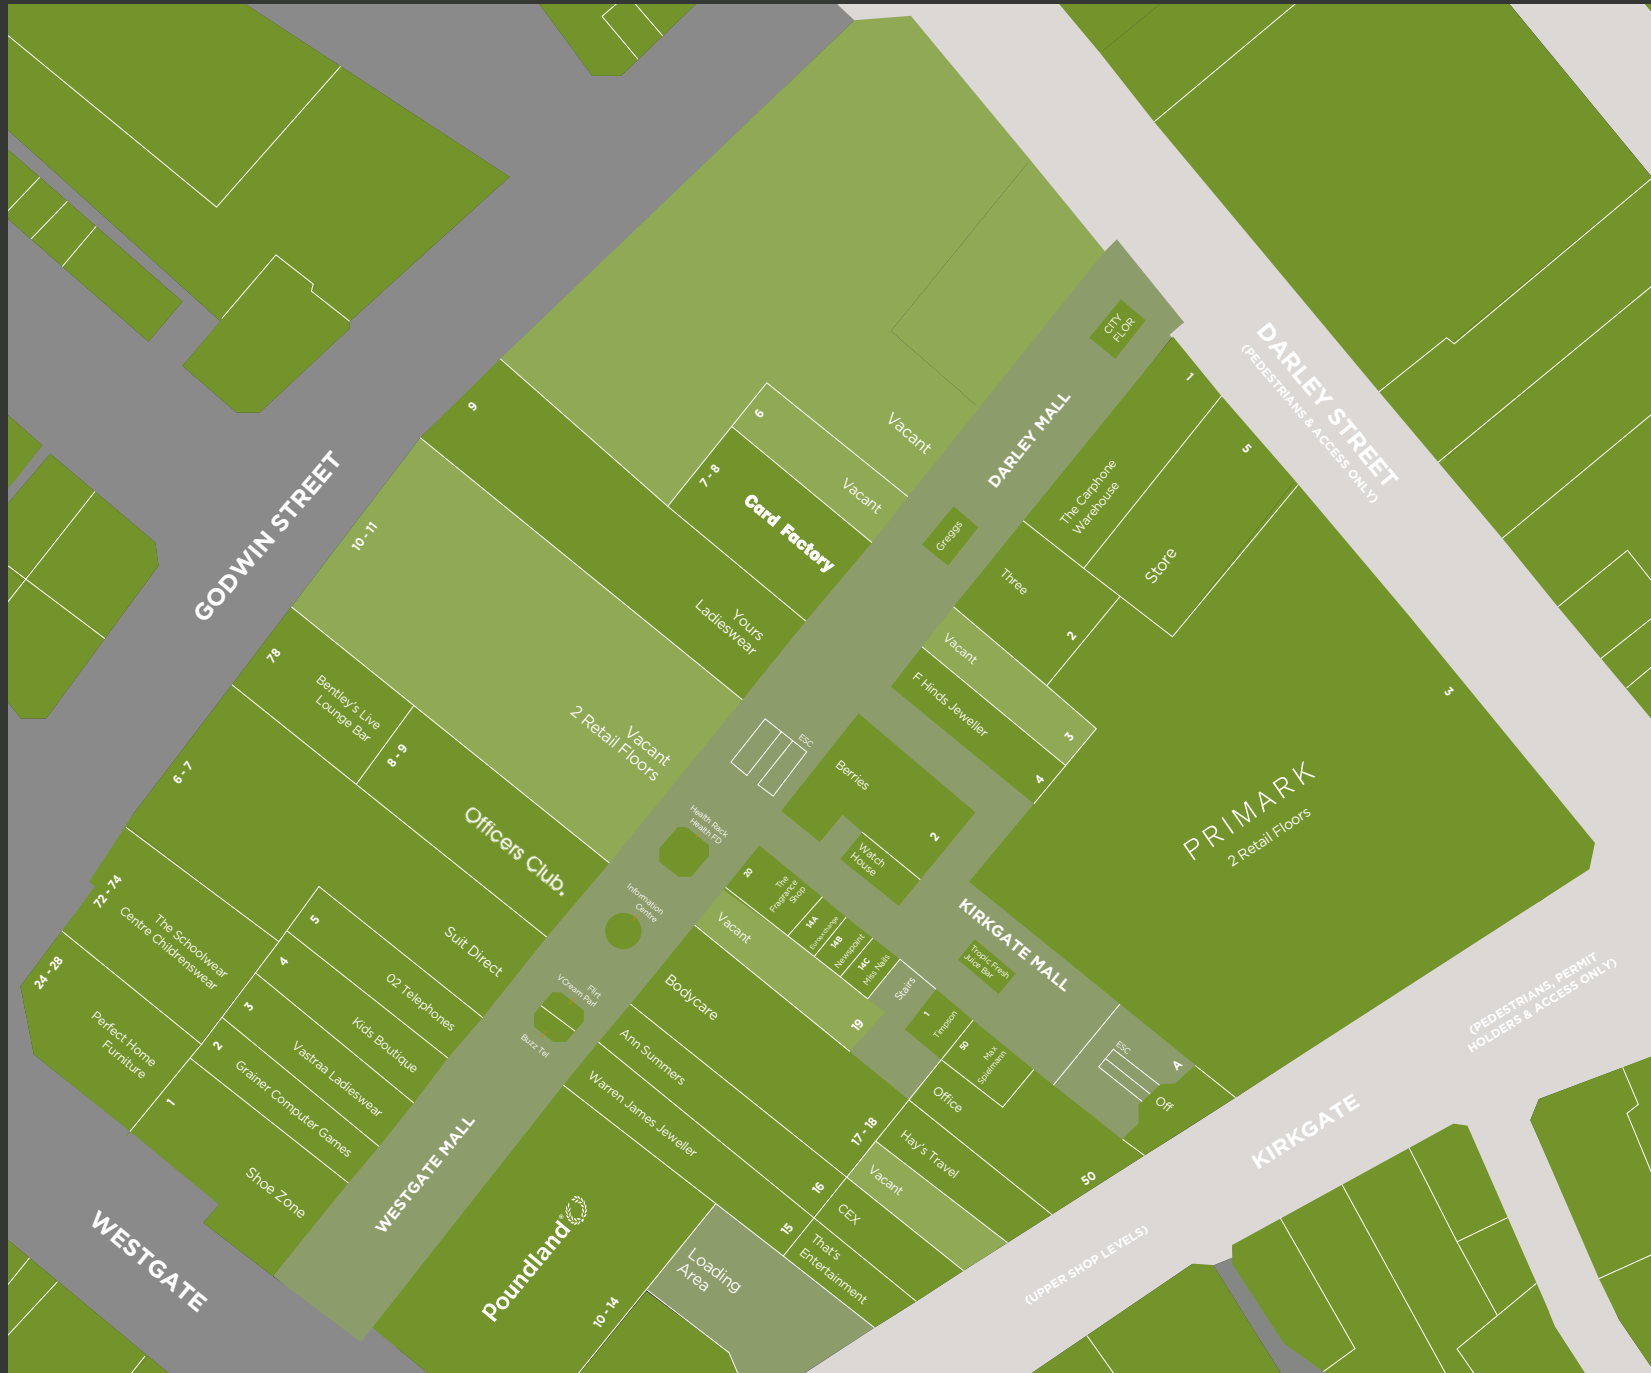 GODWIN STREET
DARLEY STREET
(PEDESTRIANS & ACCESS ONLY)
CITY
FLOR
DARLEY MALL
Greggs
1
The Carphone
Warehouse
5
Store
3
PRIMARK
2 Retail Floors
Three
2
Vacant
3
F Hinds Jeweller
4
Vacant
6
Vacant
7 - 8
Card Factory
9
Yours
Ladieswear
10 - 11
Vacant
2 Retail Floors
78
Bentley's Live
Lounge Bar
8 - 9
Officers Club.
6 - 7
Suit Direct
72 - 74
The Schoolwear
Centre Childrenswear
24 - 28
Perfect Home
Furniture
5
02 Telephones
4
Kids Boutique
3
Vastraa Ladieswear
2
Grainer Computer Games
1
Shoe Zone
WESTGATE
WESTGATE MALL
ESC
Health Rack
Health FD
Information
Centre
Flirt
VCream Parl
Buzz Tel
Berries
2
Watch
House
20
The
Fragrance
Shop
14A
Eurexchange
14B
Newspoint
14C
Miss Nails
Stairs
Vacant
19
Bodycare
17 - 18
Ann Summers
16
Warren James Jeweller
15
Poundland
10 - 14
Loading
Area
KIRKGATE MALL
Tropic Fresh
Juice Bar
1
Timpson
50
Max
Spielmann
ESC
A
Off
Office
50
Hay's Travel
Vacant
CEX
That's
Entertainment
KIRKGATE
(UPPER SHOP LEVELS)
(PEDESTRIANS, PERMIT
HOLDERS & ACCESS ONLY)